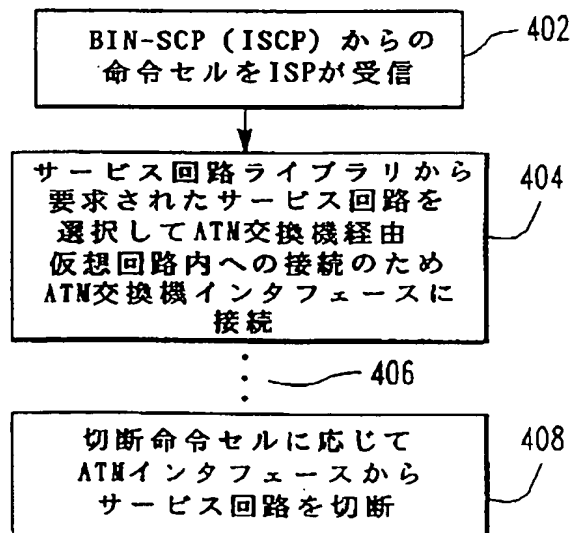 BIN-SCP(ISCP)からの
命令セルをISPが受信
402
サービス回路ライブラリから
要求されたサービス回路を
選択してATM交換機経由
仮想回路内への接続のため
ATM交換機インタフェースに
接続
404
406
切断命令セルに応じて
ATMインタフェースから
サービス回路を切断
408